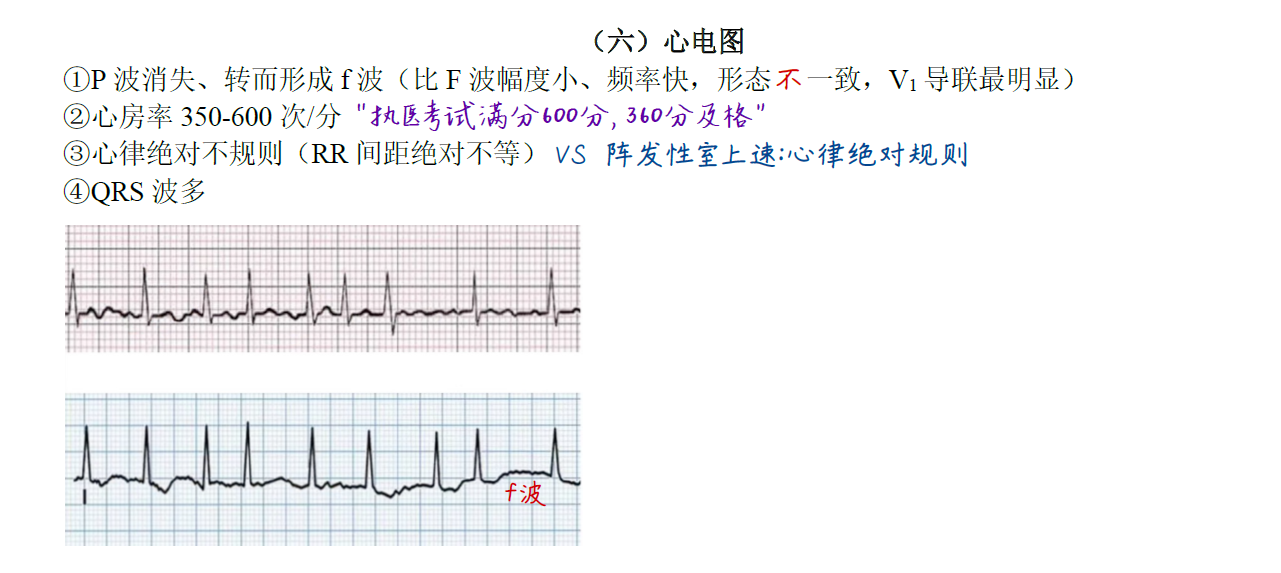 （六）心电图
①P 波消失、转而形成 f 波（比 F 波幅度小、频率快，形态不一致，V₁ 导联最明显）
②心房率 350-600 次/分 "执医考试满分600分, 360分及格"
③心律绝对不规则（RR 间距绝对不等） VS 阵发性室上速:心律绝对规则
④QRS 波多
I
f波